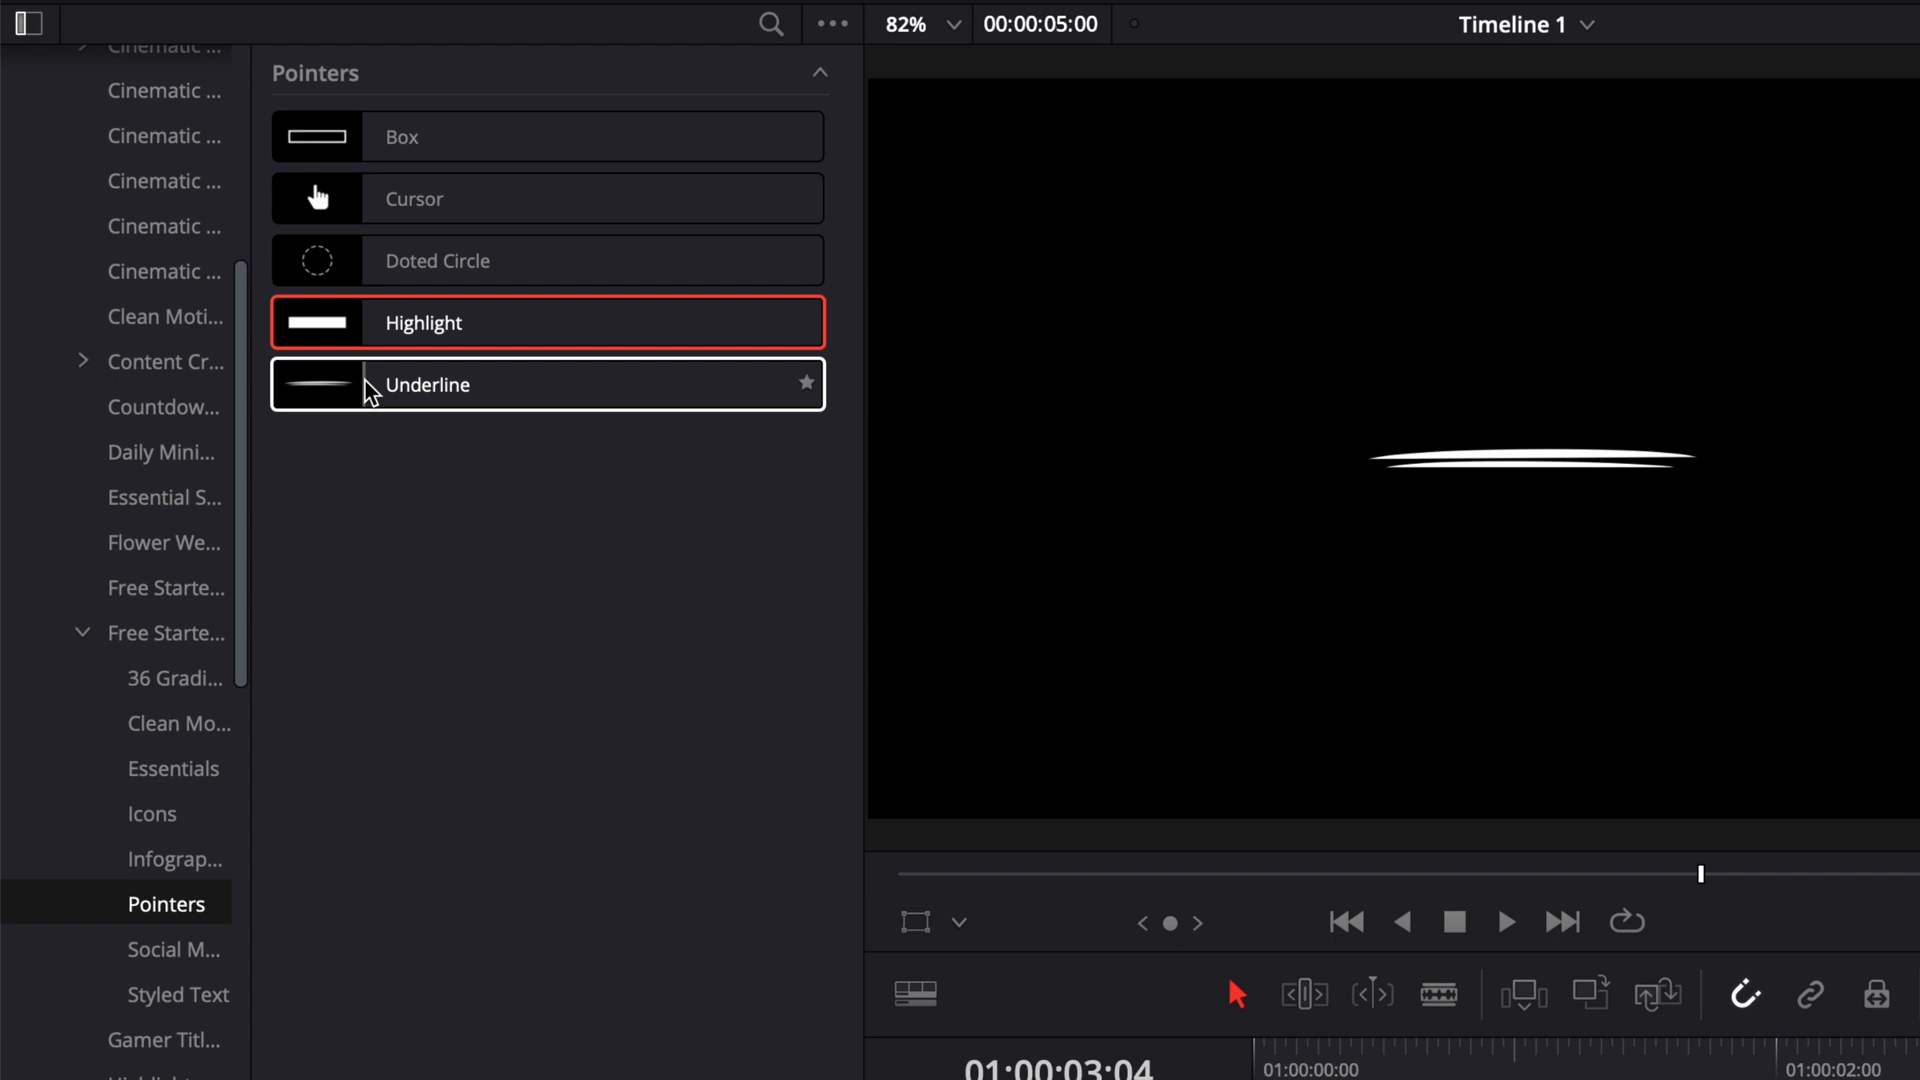 82%
00:00:05:00
Timeline 1
Cinematic ...
Cinematic ...
Cinematic ...
Cinematic ...
Cinematic ...
Cinematic ...
Clean Moti...
Content Cr...
Countdow...
Daily Mini...
Essential S...
Flower We...
Free Starte...
Free Starte...
36 Gradi...
Clean Mo...
Essentials
Icons
Infograp...
Pointers
Social M...
Styled Text
Gamer Titl...
Pointers
Box
Cursor
Doted Circle
Highlight
Underline
01:00:03:04
01:00:00:00
01:00:02:00